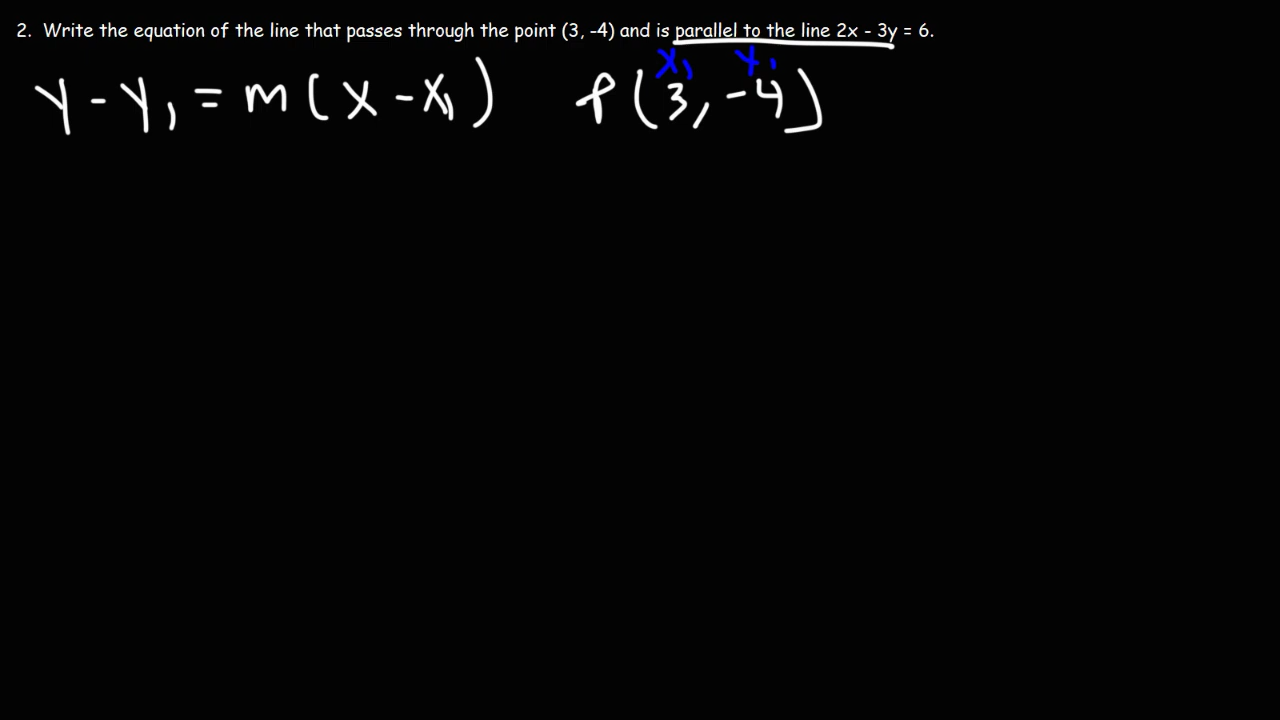 2. Write the equation of the line that passes through the point (3, -4) and is parallel to the line 2x - 3y = 6.
x₁ y₁
y - y₁ = m(x - x₁) P(3, -4)